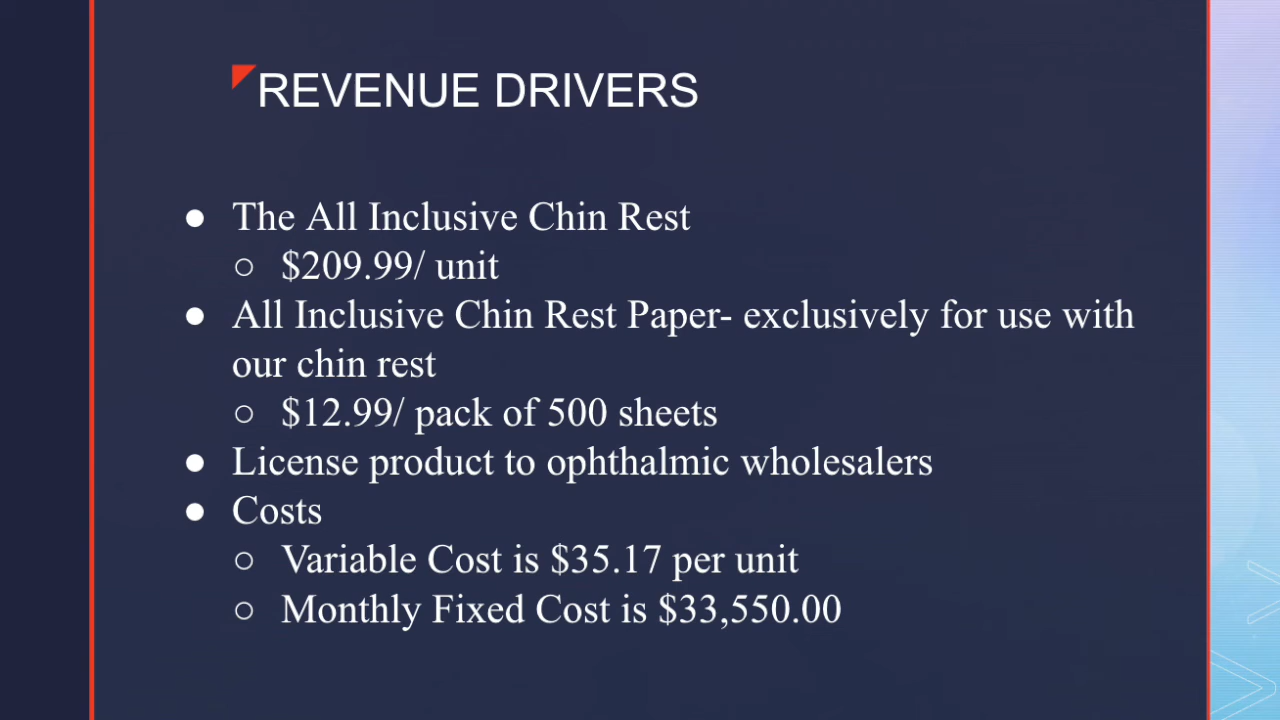 REVENUE DRIVERS
● The All Inclusive Chin Rest
○ $209.99/ unit
● All Inclusive Chin Rest Paper- exclusively for use with
our chin rest
○ $12.99/ pack of 500 sheets
● License product to ophthalmic wholesalers
● Costs
○ Variable Cost is $35.17 per unit
○ Monthly Fixed Cost is $33,550.00